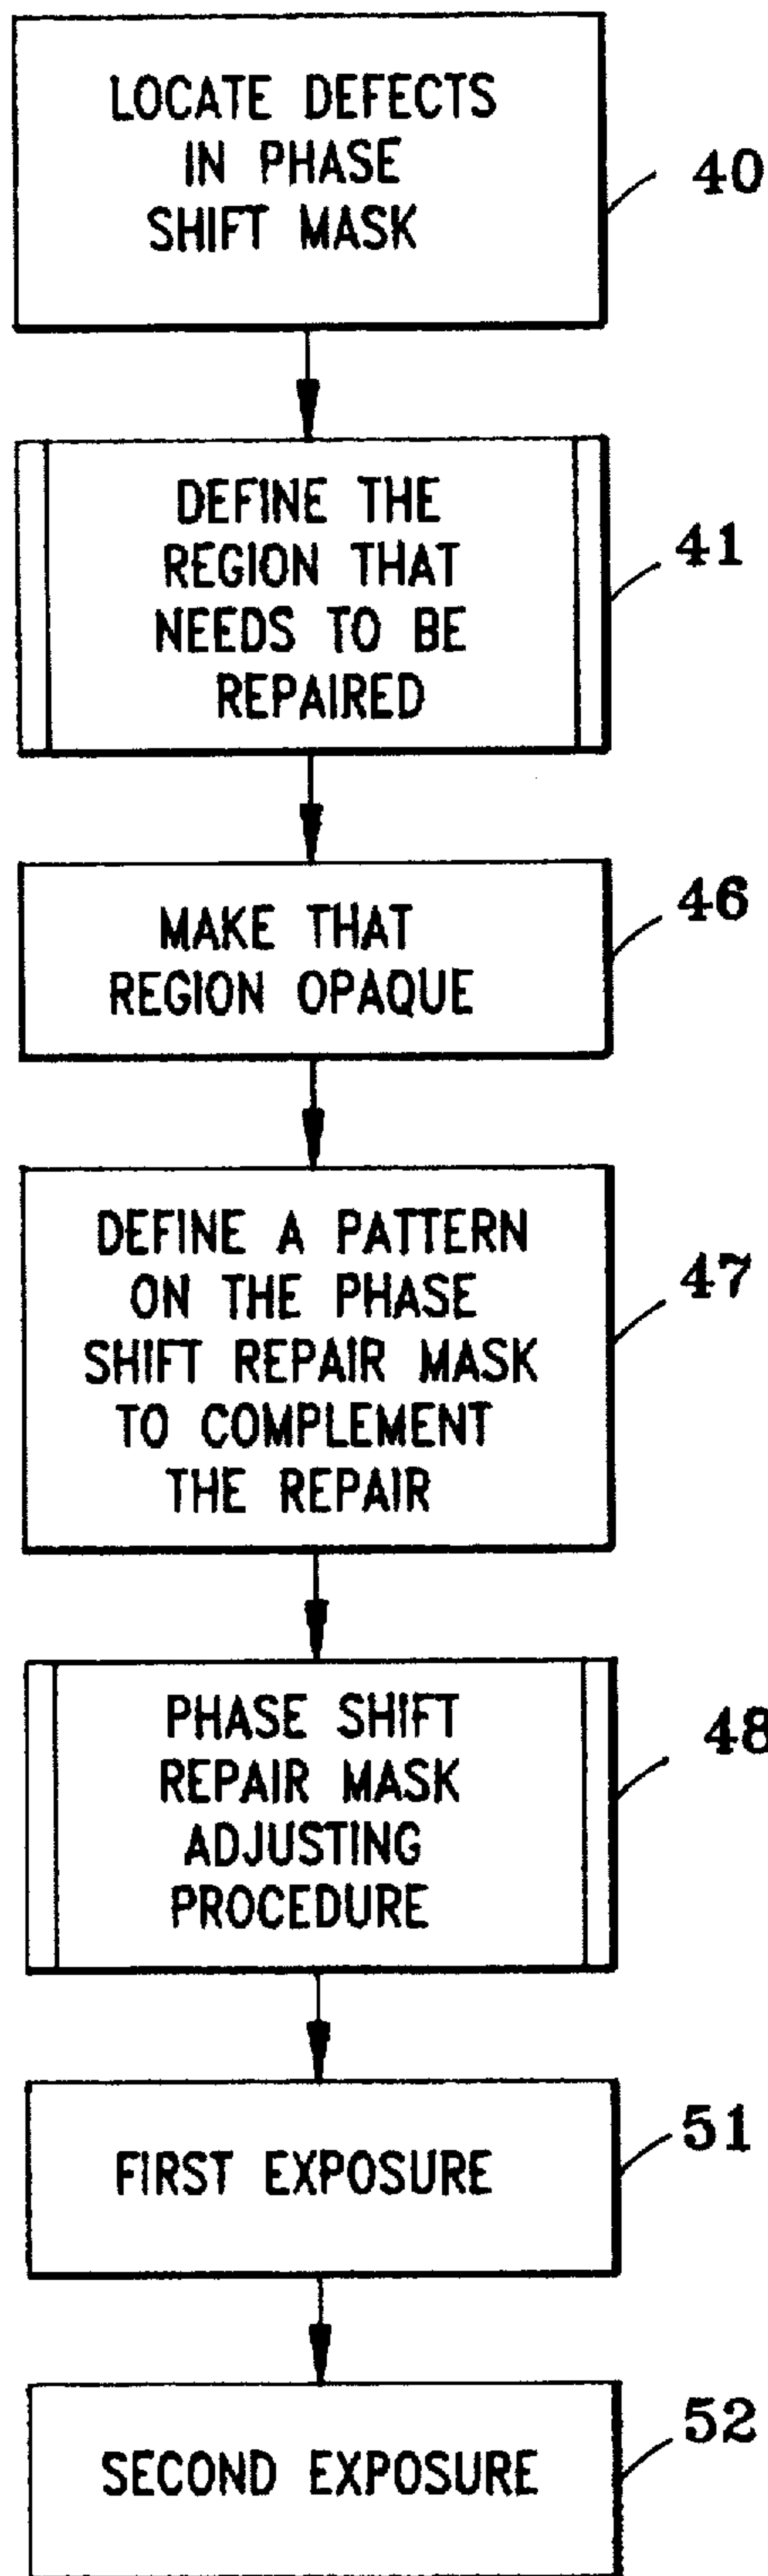 LOCATE DEFECTS
IN PHASE
SHIFT MASK
40
DEFINE THE
REGION THAT
NEEDS TO BE
REPAIRED
41
MAKE THAT
REGION OPAQUE
46
DEFINE A PATTERN
ON THE PHASE
SHIFT REPAIR MASK
TO COMPLEMENT
THE REPAIR
47
PHASE SHIFT
REPAIR MASK
ADJUSTING
PROCEDURE
48
FIRST EXPOSURE
51
SECOND EXPOSURE
52